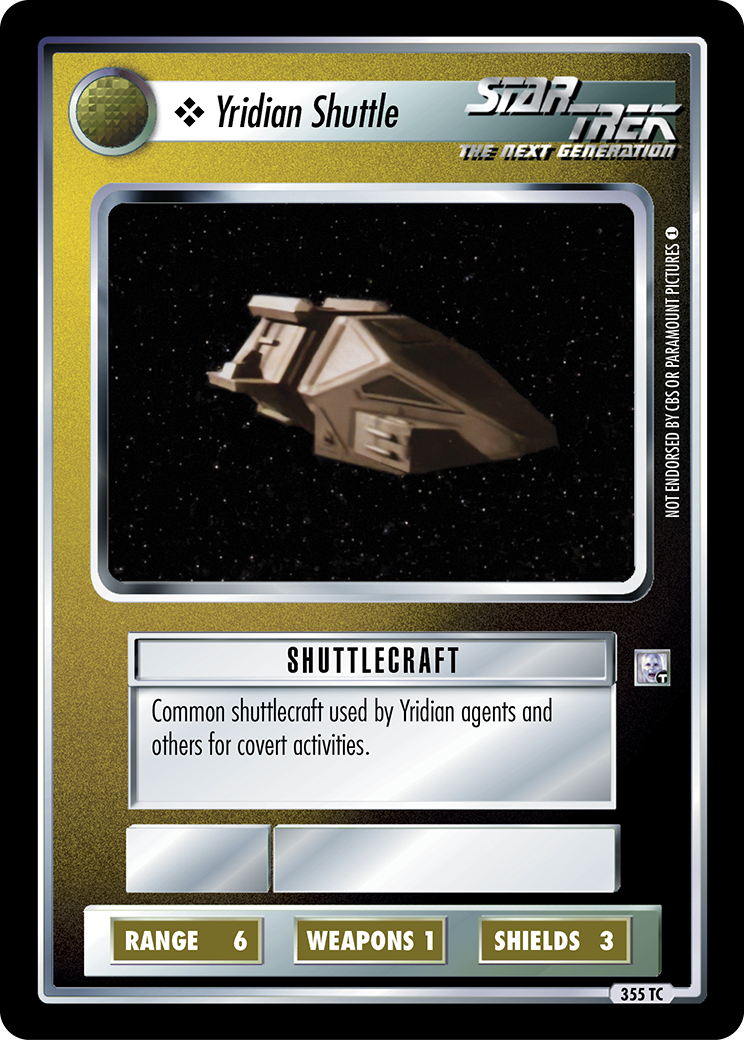 ❖ Yridian Shuttle
STAR TREK
THE NEXT GENERATION
NOT ENDORSED BY CBS OR PARAMOUNT PICTURES 1
SHUTTLECRAFT
T
Common shuttlecraft used by Yridian agents and
others for covert activities.
RANGE 6
WEAPONS 1
SHIELDS 3
355 TC